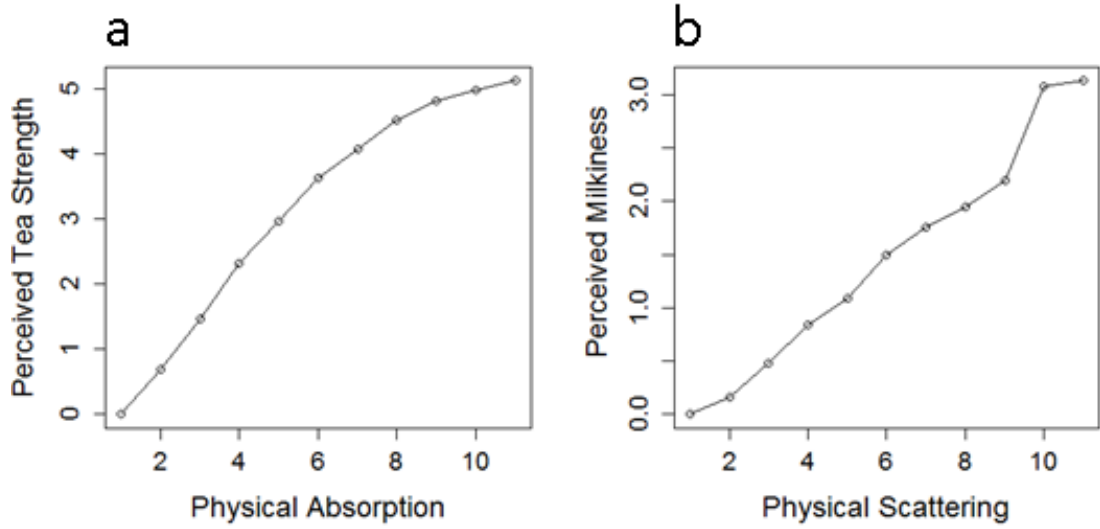 a
Perceived Tea Strength
5
4
3
2
1
0
2 4 6 8 10
Physical Absorption
b
Perceived Milkiness
3.0
2.0
1.0
0.0
2 4 6 8 10
Physical Scattering